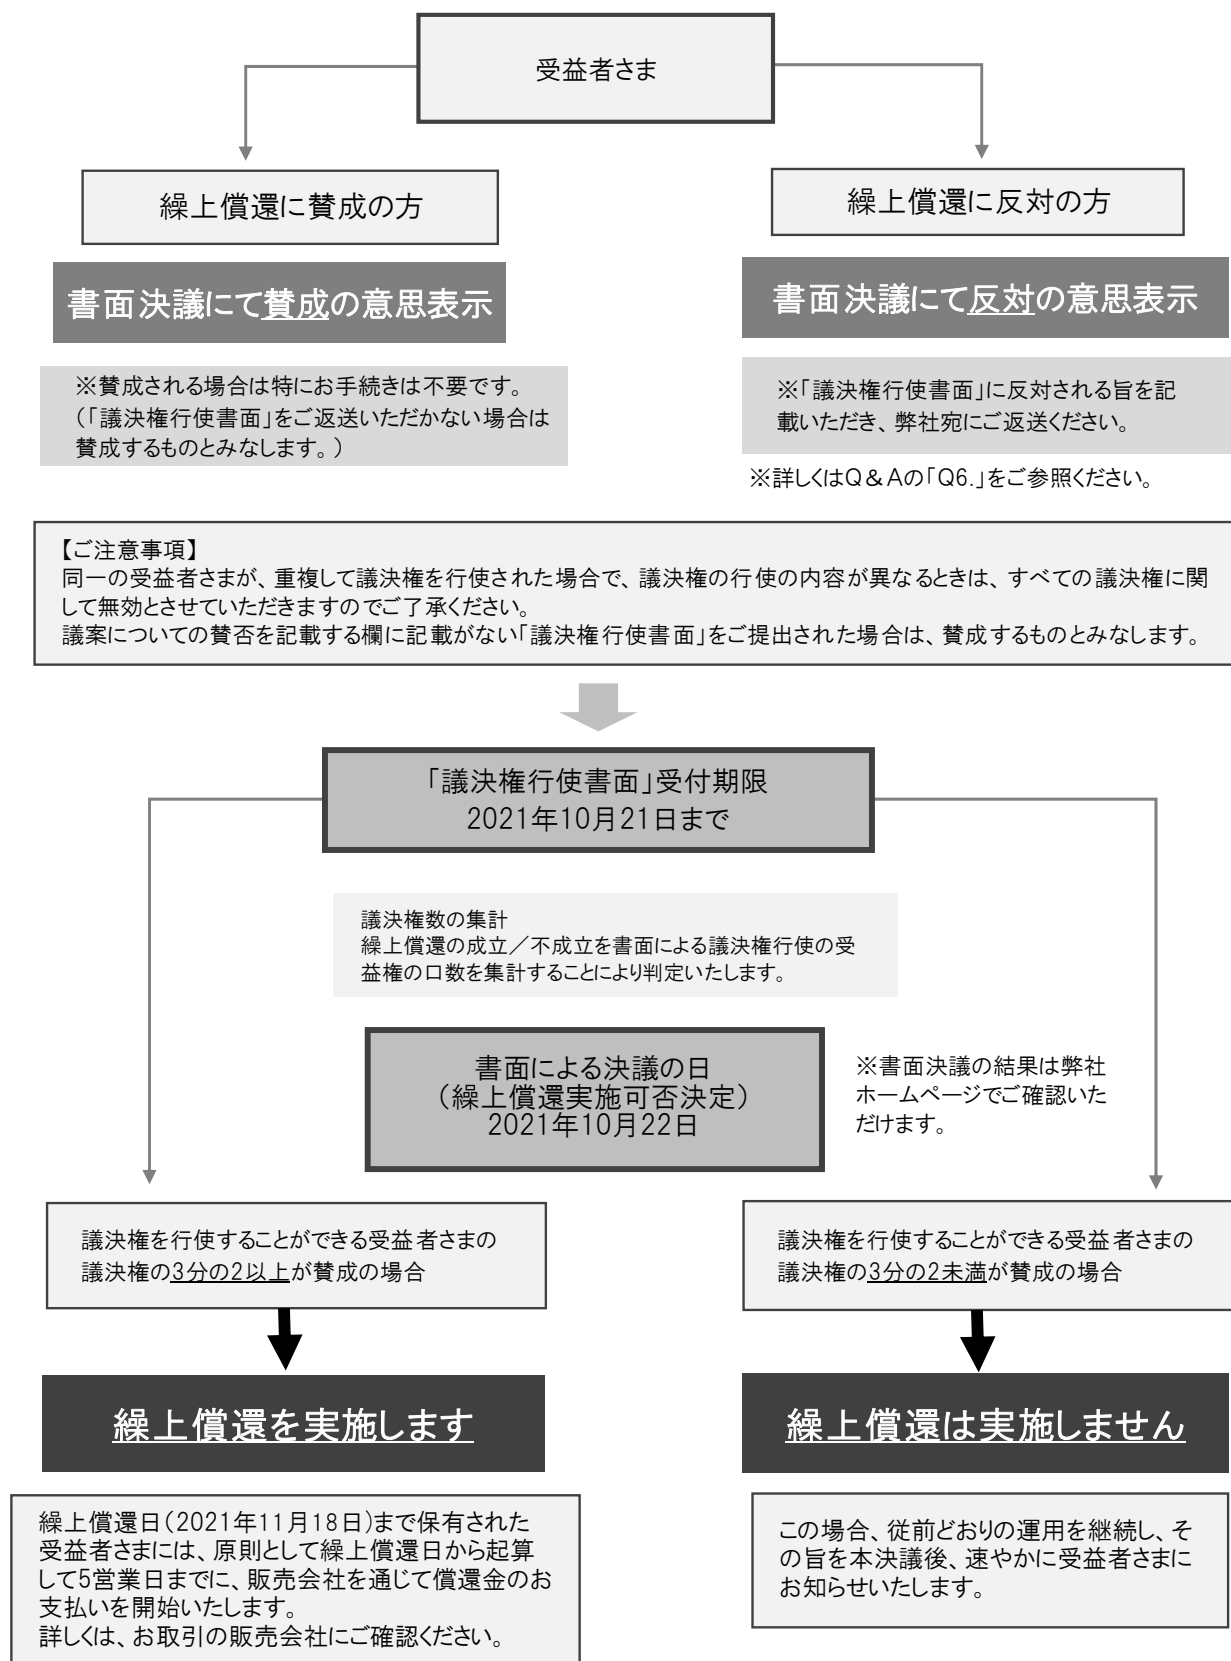 受益者さま
繰上償還に賛成の方
書面決議にて賛成の意思表示
※賛成される場合は特にお手続きは不要です。
（「議決権行使書面」をご返送いただかない場合は
賛成するものとみなします。）
繰上償還に反対の方
書面決議にて反対の意思表示
※「議決権行使書面」に反対される旨を記
載いただき、弊社宛にご返送ください。
※詳しくはQ＆Aの「Q6.」をご参照ください。
【ご注意事項】
同一の受益者さまが、重複して議決権を行使された場合で、議決権の行使の内容が異なるときは、すべての議決権に関
して無効とさせていただきますのでご了承ください。
議案についての賛否を記載する欄に記載がない「議決権行使書面」をご提出された場合は、賛成するものとみなします。
「議決権行使書面」受付期限
2021年10月21日まで
議決権数の集計
繰上償還の成立／不成立を書面による議決権行使の受
益権の口数を集計することにより判定いたします。
書面による決議の日
（繰上償還実施可否決定）
2021年10月22日
※書面決議の結果は弊社
ホームページでご確認いた
だけます。
議決権を行使することができる受益者さまの
議決権の3分の2以上が賛成の場合
繰上償還を実施します
繰上償還日（2021年11月18日）まで保有された
受益者さまには、原則として繰上償還日から起算
して5営業日までに、販売会社を通じて償還金のお
支払いを開始いたします。
詳しくは、お取引の販売会社にご確認ください。
議決権を行使することができる受益者さまの
議決権の3分の2未満が賛成の場合
繰上償還は実施しません
この場合、従前どおりの運用を継続し、そ
の旨を本決議後、速やかに受益者さまに
お知らせいたします。